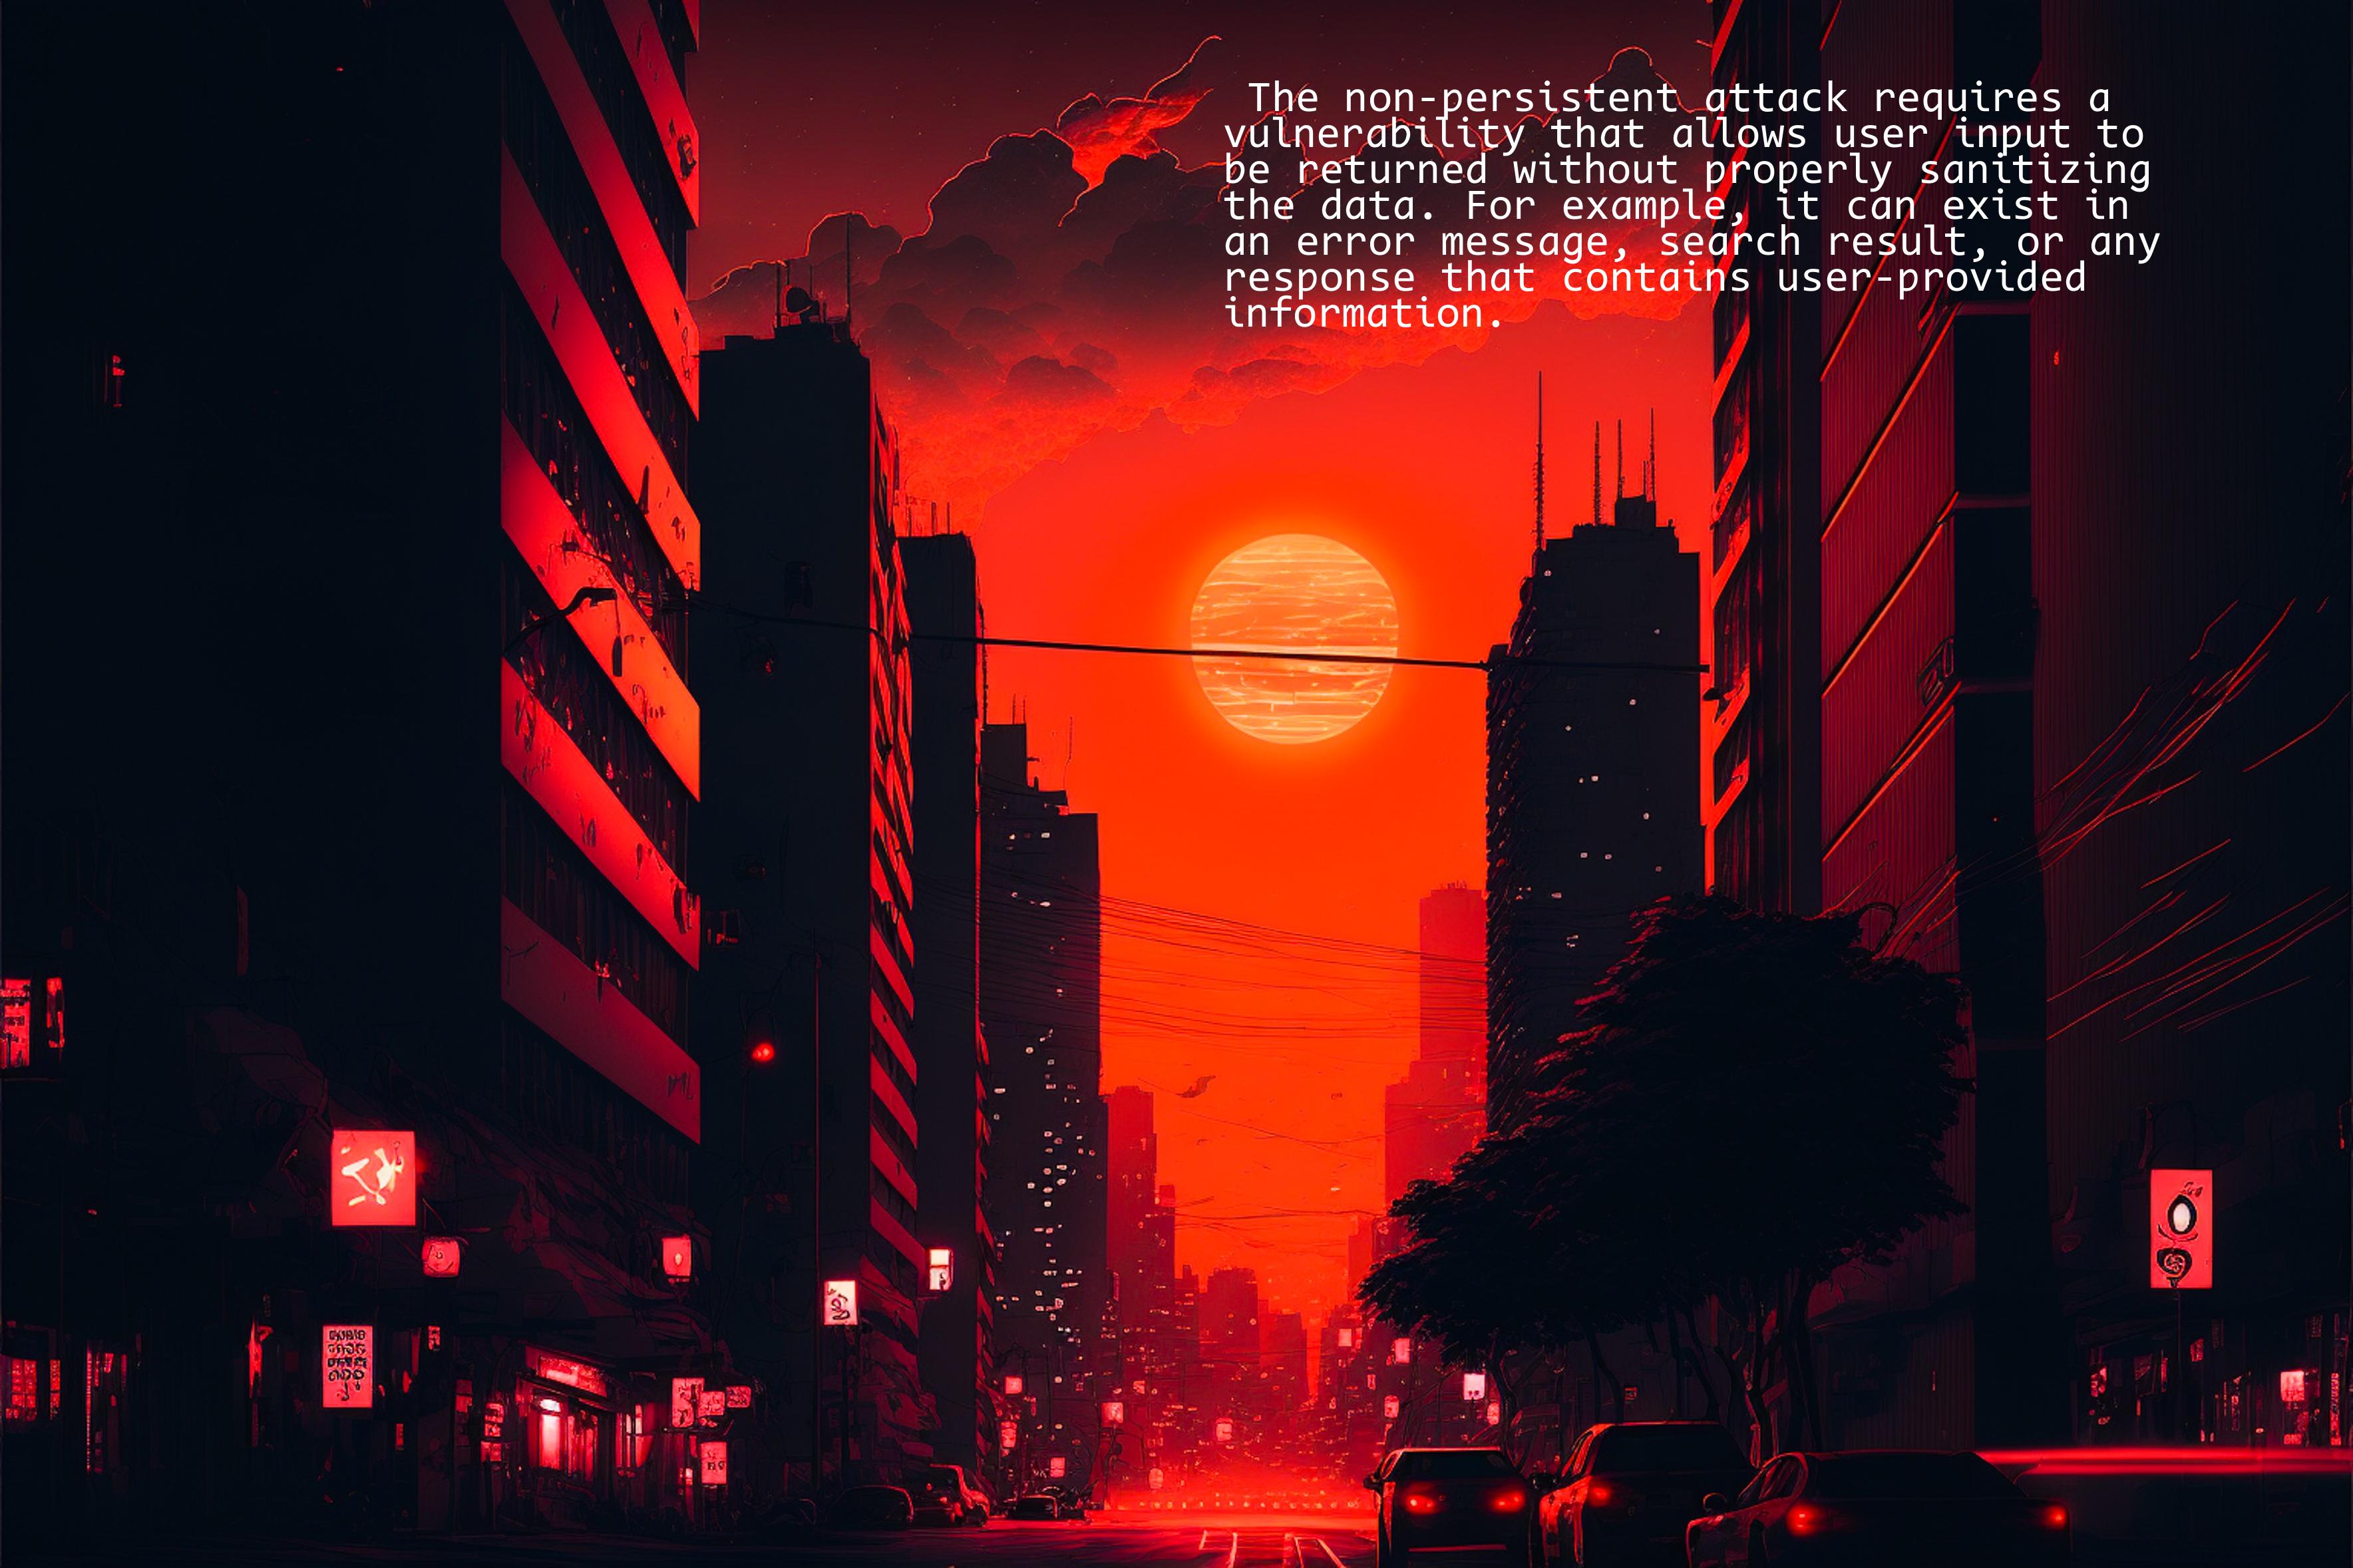 The non-persistent attack requires a
vulnerability that allows user input to
be returned without properly sanitizing
the data. For example, it can exist in
an error message, search result, or any
response that contains user-provided
information.